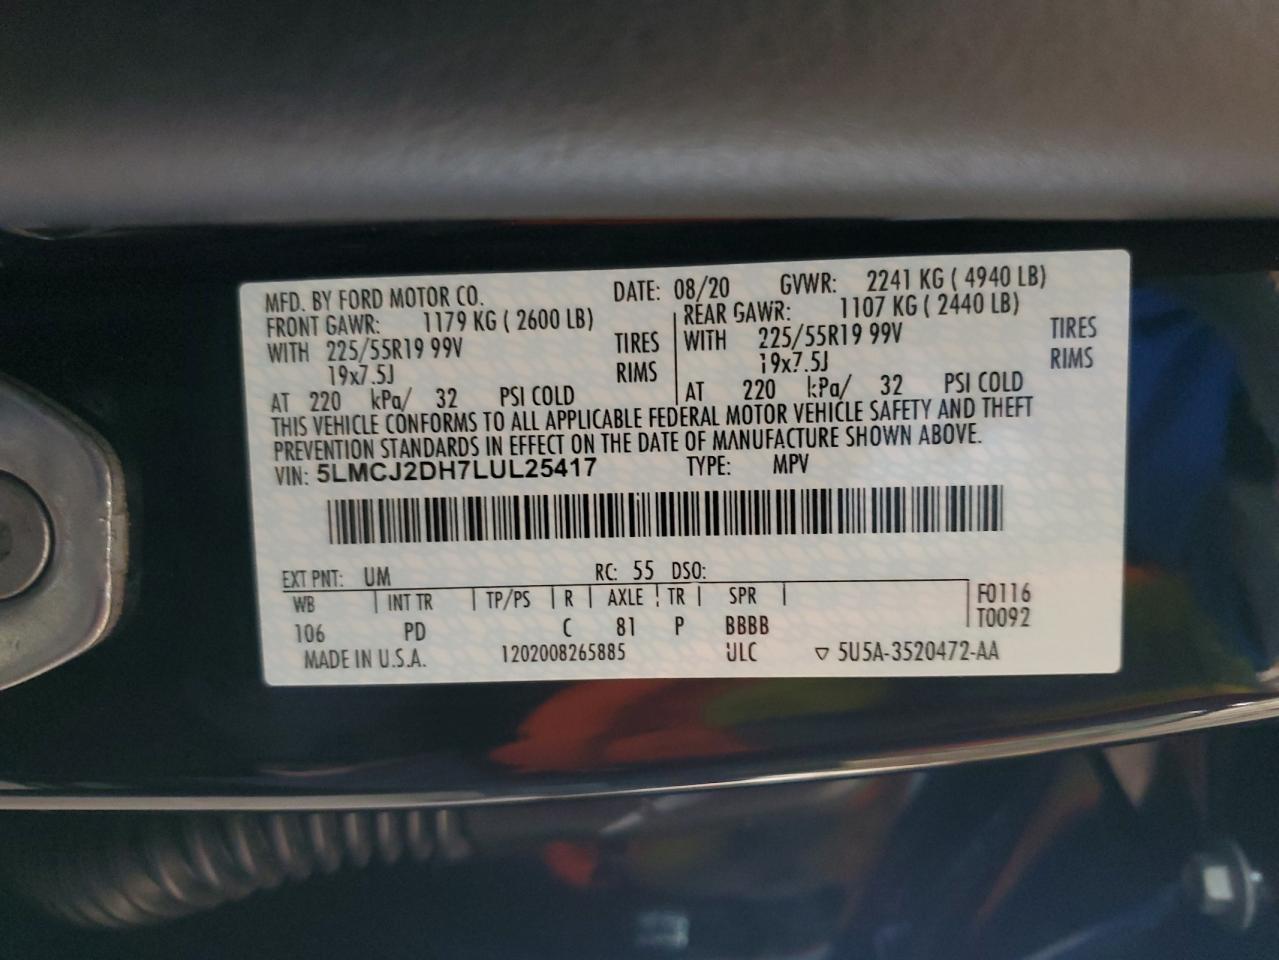 MFD. BY FORD MOTOR CO. DATE: 08/20 GVWR: 2241 KG ( 4940 LB)
FRONT GAWR: 1179 KG ( 2600 LB) REAR GAWR: 1107 KG ( 2440 LB)
WITH 225/55R19 99V TIRES WITH 225/55R19 99V TIRES
19x7.5J RIMS 19x7.5J RIMS
AT 220 kPa/ 32 PSI COLD AT 220 kPa/ 32 PSI COLD
THIS VEHICLE CONFORMS TO ALL APPLICABLE FEDERAL MOTOR VEHICLE SAFETY AND THEFT
PREVENTION STANDARDS IN EFFECT ON THE DATE OF MANUFACTURE SHOWN ABOVE.
VIN: 5LMCJ2DH7LUL25417 TYPE: MPV
EXT PNT: UM RC: 55 DSO:
WB INT TR TP/PS R AXLE TR SPR F0116
106 PD C 81 P BBBB T0092
MADE IN U.S.A. 1202008265885 ULC ▽ 5U5A-3520472-AA